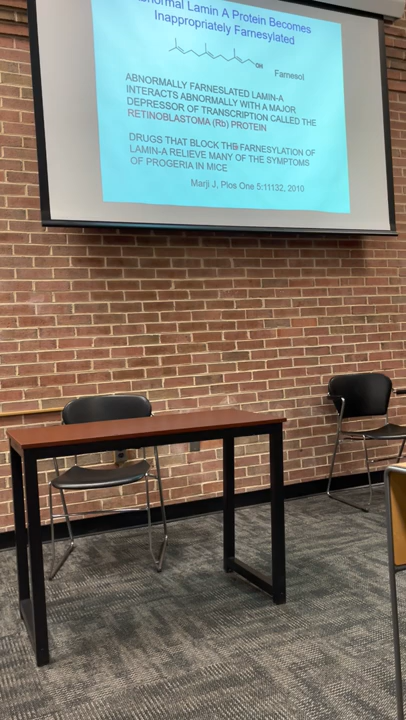 Abnormal Lamin A Protein Becomes
Inappropriately Farnesylated
OH
Farnesol
ABNORMALLY FARNESLATED LAMIN-A
INTERACTS ABNORMALLY WITH A MAJOR
DEPRESSOR OF TRANSCRIPTION CALLED THE
RETINOBLASTOMA (Rb) PROTEIN
DRUGS THAT BLOCK THE FARNESYLATION OF
LAMIN-A RELIEVE MANY OF THE SYMPTOMS
OF PROGERIA IN MICE
Marji J, Plos One 5:11132, 2010